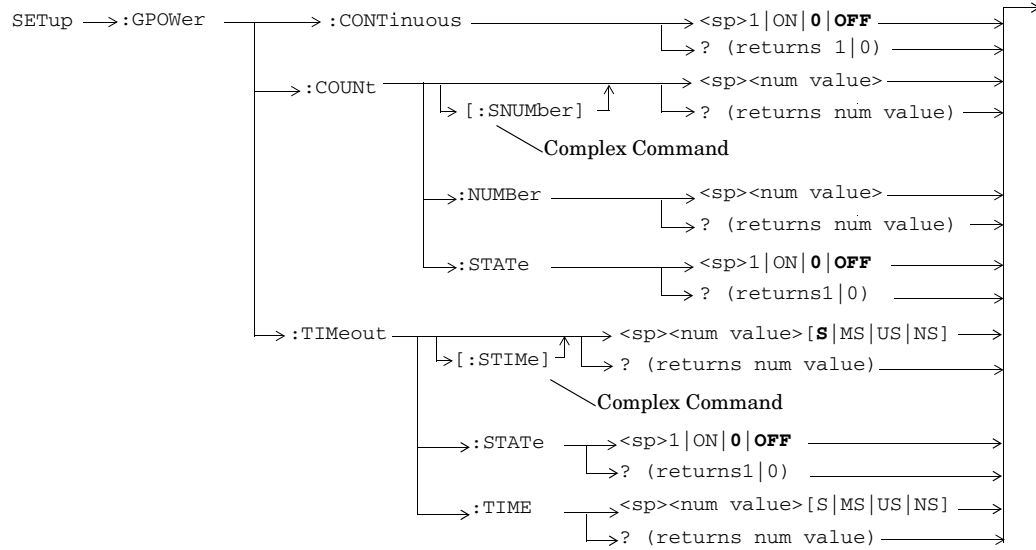 SETup :GPOWer :CONTinuous <sp>1|ON|0|OFF
? (returns 1|0)
:COUNt <sp><num value>
[:SNUMber] ? (returns num value)
Complex Command
:NUMBer <sp><num value>
? (returns num value)
:STATe <sp>1|ON|0|OFF
? (returns1|0)
:TIMeout <sp><num value>[S|MS|US|NS]
[:STIMe] ? (returns num value)
Complex Command
:STATe <sp>1|ON|0|OFF
? (returns1|0)
:TIME <sp><num value>[S|MS|US|NS]
? (returns num value)